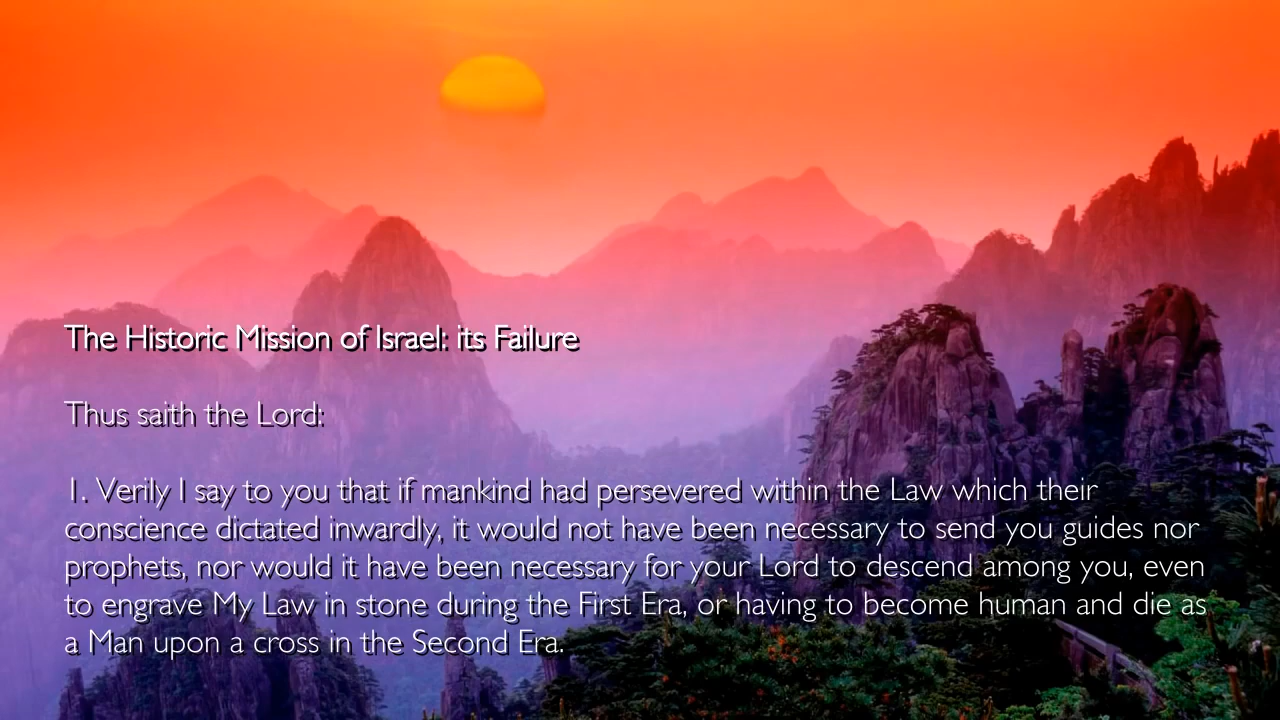 The Historic Mission of Israel: its Failure
Thus saith the Lord:
1. Verily I say to you that if mankind had persevered within the Law which their
conscience dictated inwardly, it would not have been necessary to send you guides nor
prophets, nor would it have been necessary for your Lord to descend among you, even
to engrave My Law in stone during the First Era, or having to become human and die as
a Man upon a cross in the Second Era.